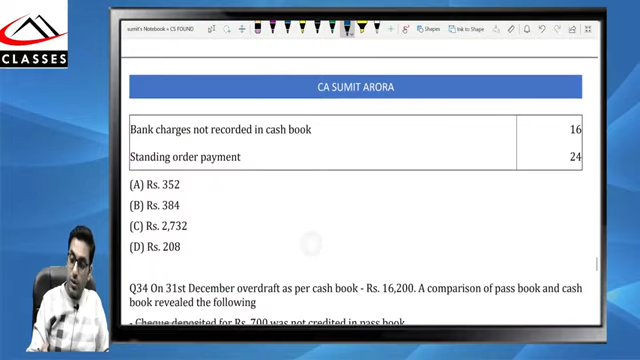 CLASSES
sumit's Notebook » CS FOUND
Shapes
Ink to Shape
CA SUMIT ARORA
Bank charges not recorded in cash book 16
Standing order payment 24
(A) Rs. 352
(B) Rs. 384
(C) Rs. 2,732
(D) Rs. 208
Q34 On 31st December overdraft as per cash book - Rs. 16,200. A comparison of pass book and cash
book revealed the following
- Cheque deposited for Rs. 700 was not credited in pass book